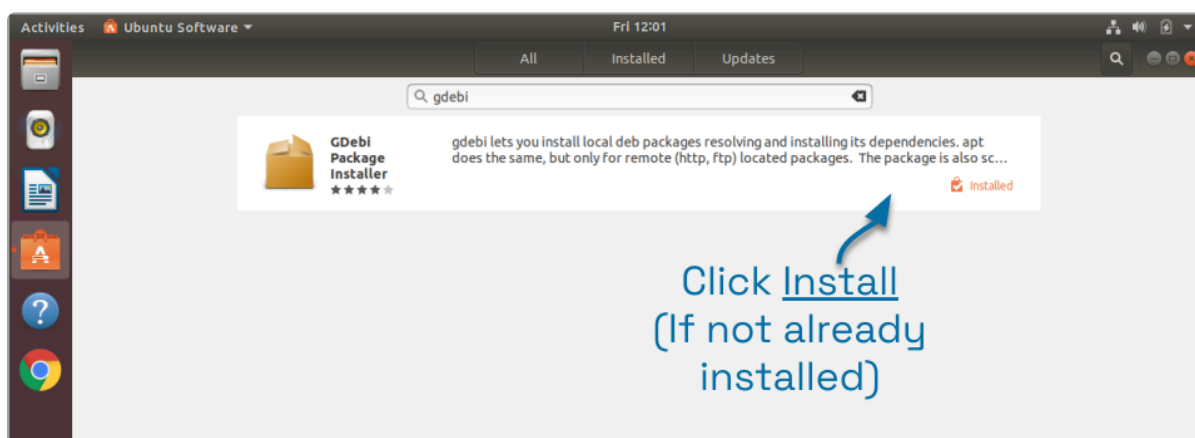 Activities Ubuntu Software Fri 12:01
All Installed Updates
gdebi
GDebi
Package
Installer
gdebi lets you install local deb packages resolving and installing its dependencies. apt
does the same, but only for remote (http, ftp) located packages. The package is also sc...
Installed
Click Install
(If not already
installed)